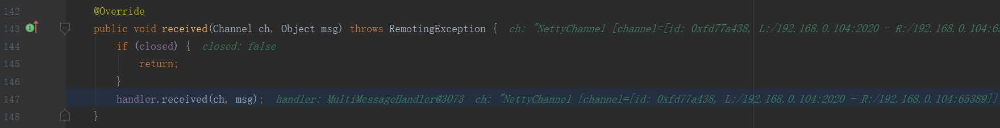 142 @Override
143 public void received(Channel ch, Object msg) throws RemotingException { ch: "NettyChannel [channel=[id: 0xfd77a438, L:/192.168.0.104:2020 - R:/192.168.0.104:65
144 if (closed) { closed: false
145 return;
146 }
147 handler.received(ch, msg); handler: MultiMessageHandler@3073 ch: "NettyChannel [channel=[id: 0xfd77a438, L:/192.168.0.104:2020 - R:/192.168.0.104:65389]]
148 }